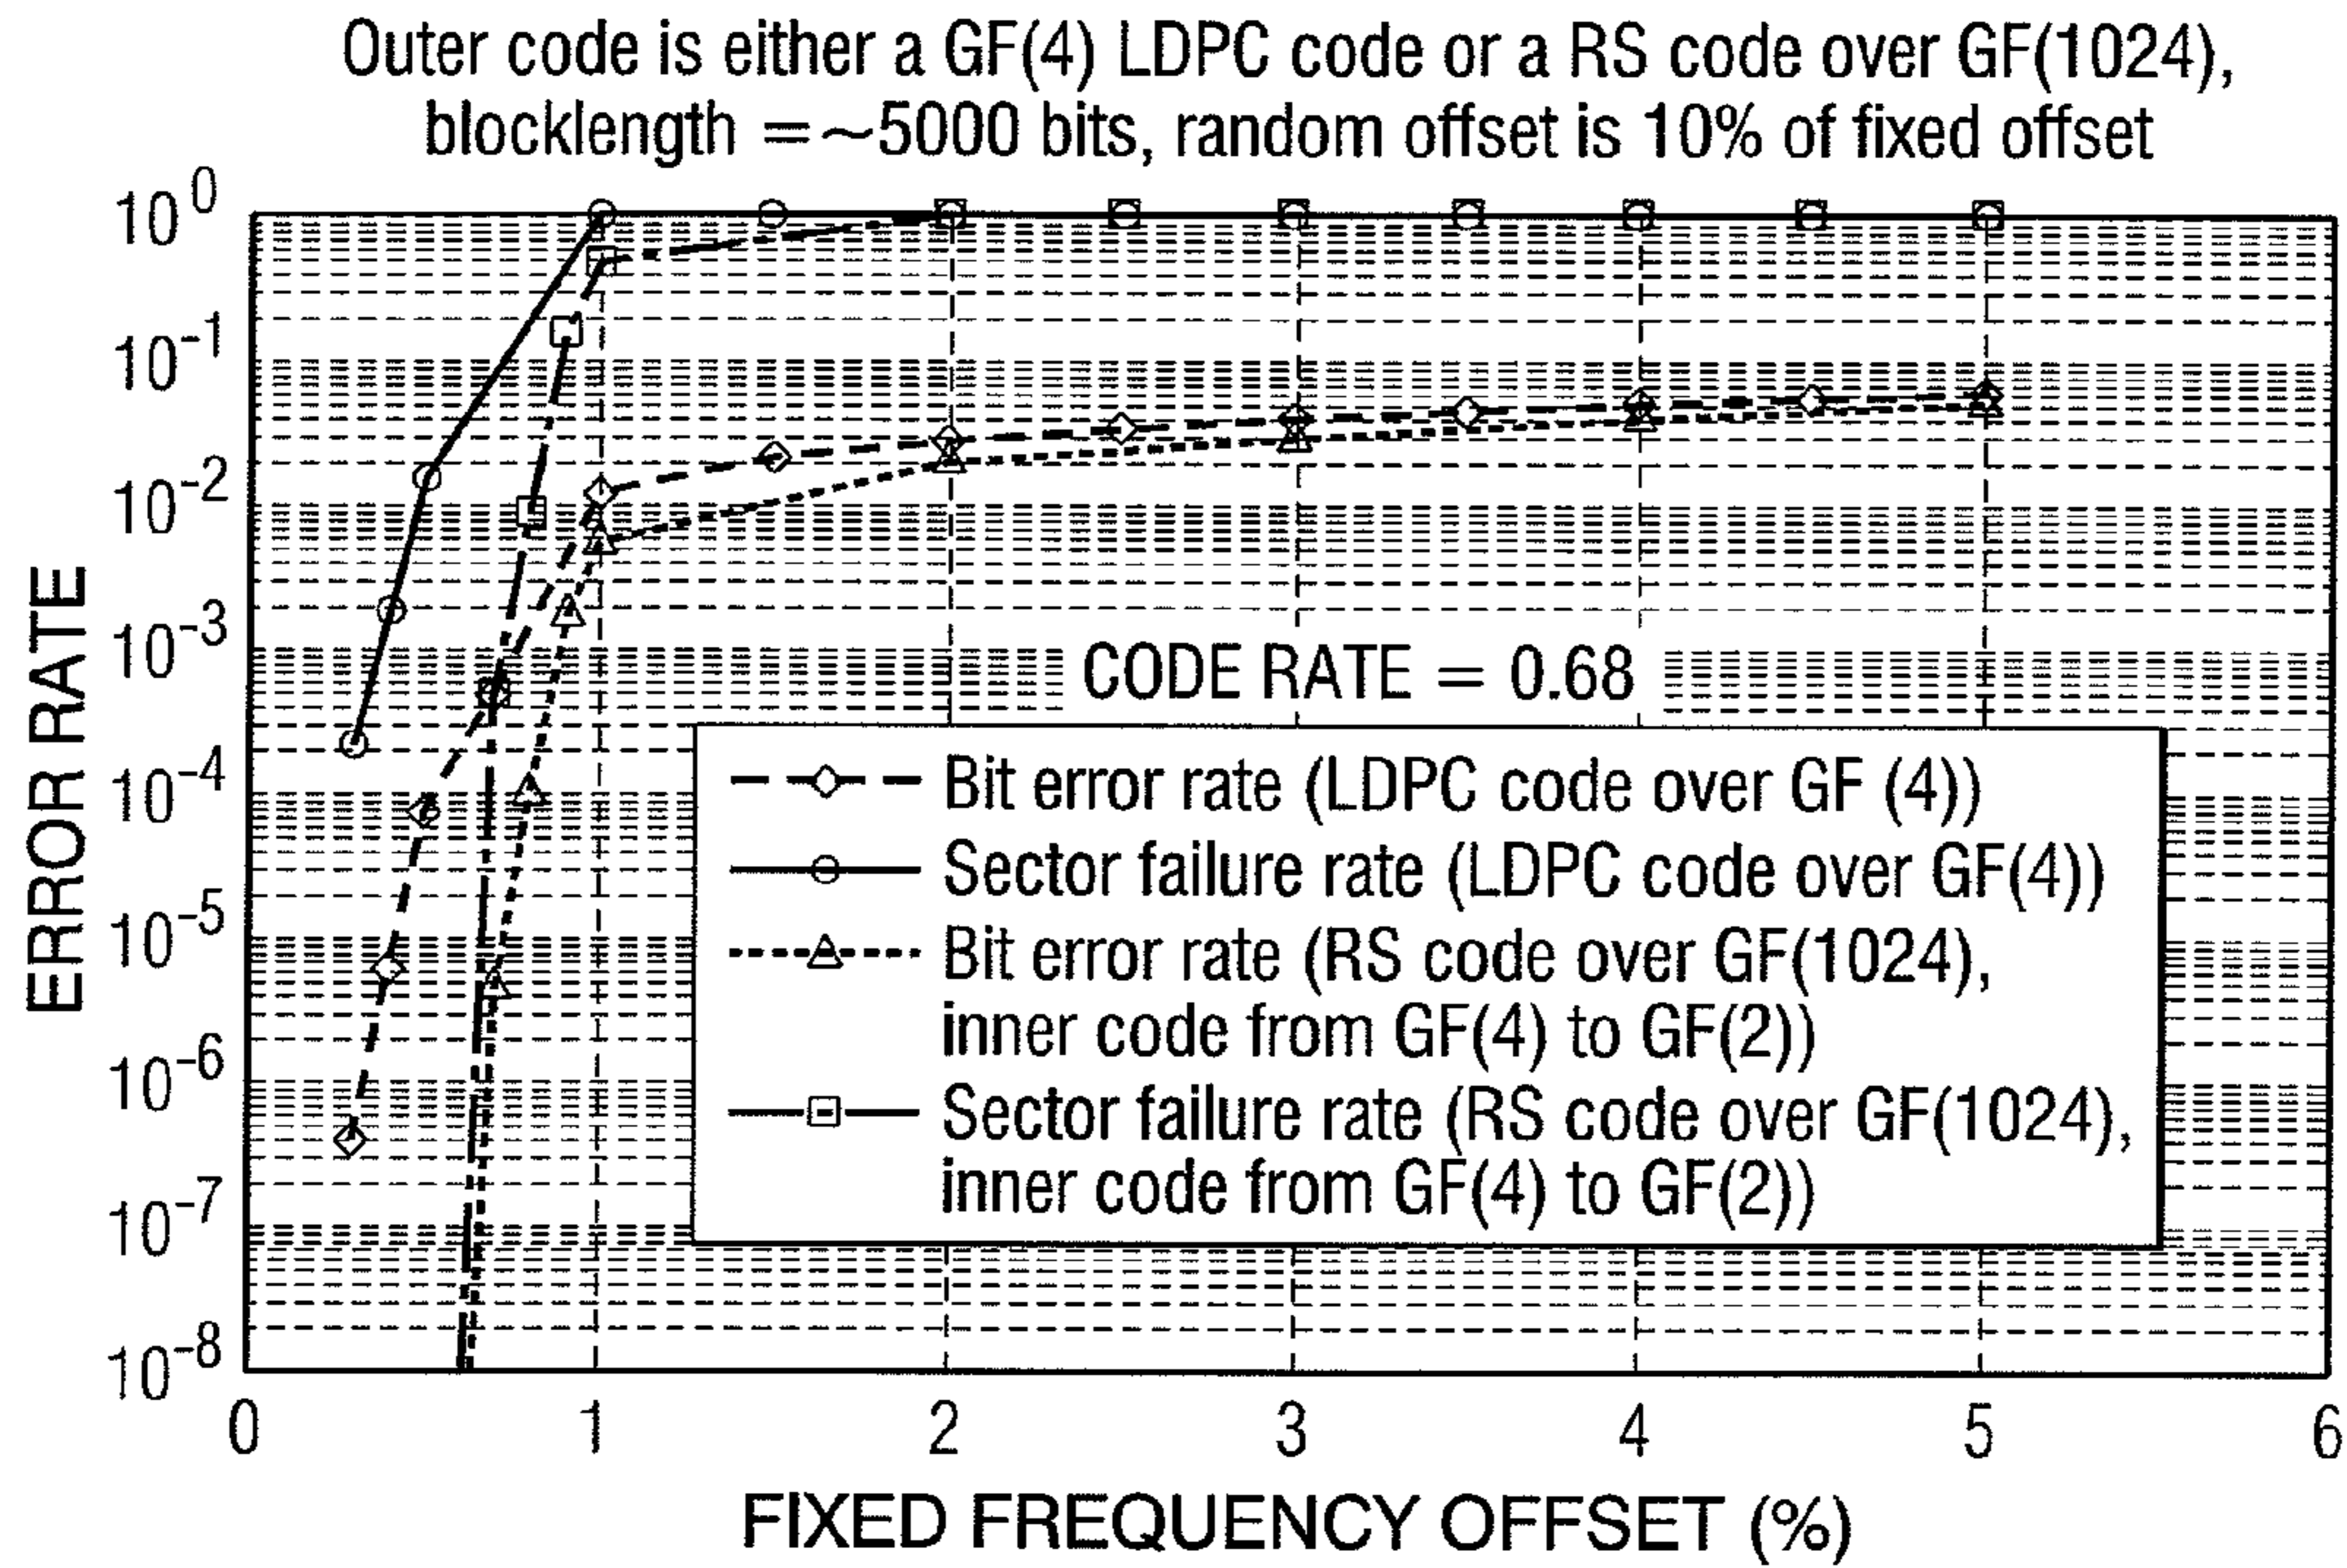 Outer code is either a GF(4) LDPC code or a RS code over GF(1024),
blocklength =~5000 bits, random offset is 10% of fixed offset
10^0
10^-1
10^-2
10^-3
10^-4
10^-5
10^-6
10^-7
10^-8
ERROR RATE
CODE RATE = 0.68
Bit error rate (LDPC code over GF (4))
Sector failure rate (LDPC code over GF(4))
Bit error rate (RS code over GF(1024),
inner code from GF(4) to GF(2))
Sector failure rate (RS code over GF(1024),
inner code from GF(4) to GF(2))
0 1 2 3 4 5 6
FIXED FREQUENCY OFFSET (%)